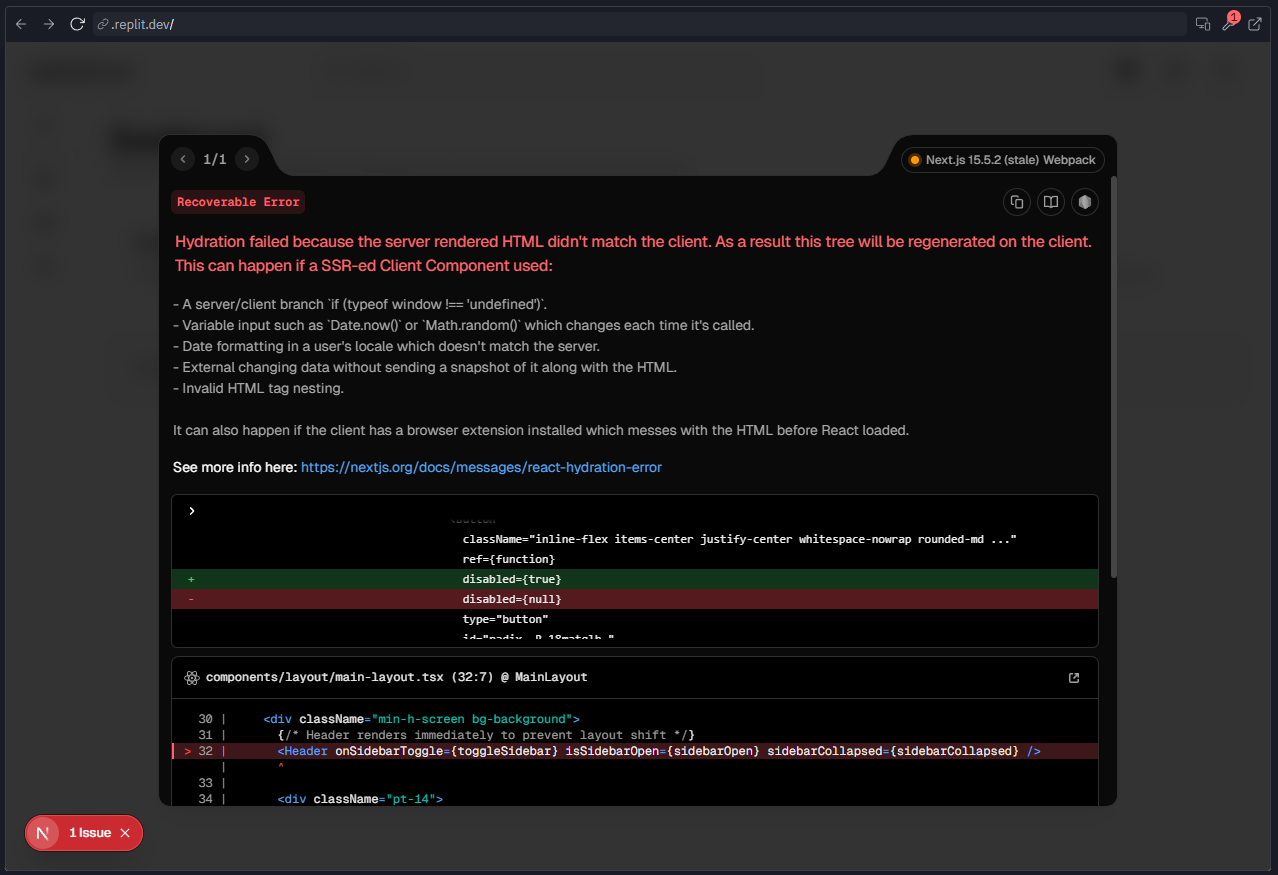 .replit.dev/
1
1/1
Next.js 15.5.2 (stale) Webpack
Recoverable Error
Hydration failed because the server rendered HTML didn't match the client. As a result this tree will be regenerated on the client.
This can happen if a SSR-ed Client Component used:
- A server/client branch `if (typeof window !== 'undefined')`.
- Variable input such as `Date.now()` or `Math.random()` which changes each time it's called.
- Date formatting in a user's locale which doesn't match the server.
- External changing data without sending a snapshot of it along with the HTML.
- Invalid HTML tag nesting.
It can also happen if the client has a browser extension installed which messes with the HTML before React loaded.
See more info here: https://nextjs.org/docs/messages/react-hydration-error
<button
className="inline-flex items-center justify-center whitespace-nowrap rounded-md ..."
ref={function}
+ disabled={true}
- disabled={null}
type="button"
components/layout/main-layout.tsx (32:7) @ MainLayout
30 | <div className="min-h-screen bg-background">
31 | {/* Header renders immediately to prevent layout shift */}
> 32 | <Header onSidebarToggle={toggleSidebar} isSidebarOpen={sidebarOpen} sidebarCollapsed={sidebarCollapsed} />
| ^
33 |
34 | <div className="pt-14">
N 1 Issue